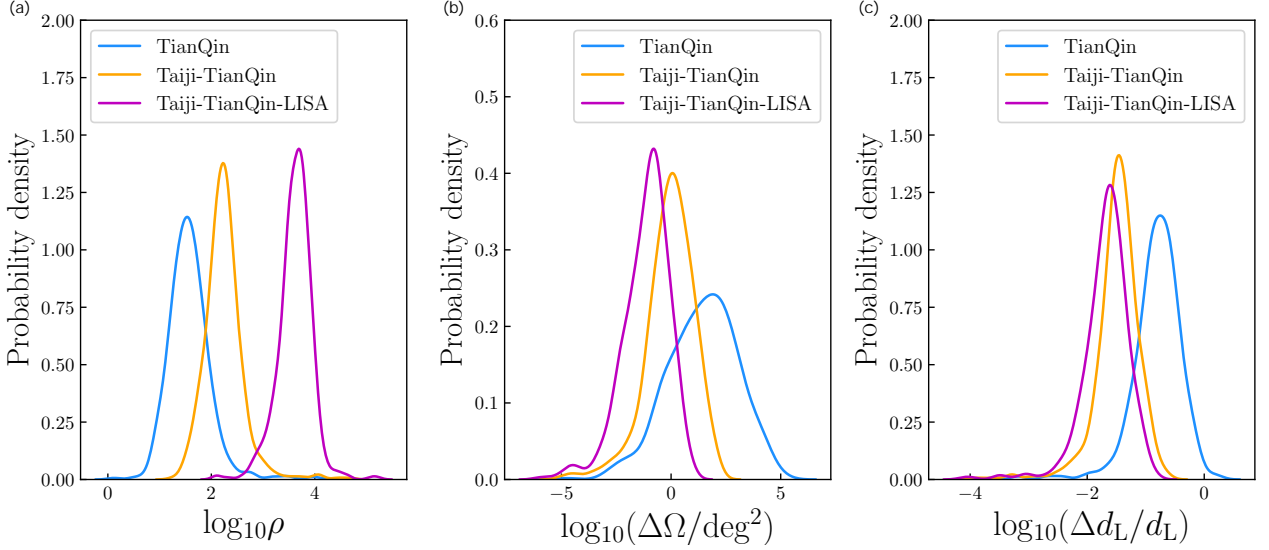 (a)
2.00
1.75
1.50
1.25
1.00
0.75
0.50
0.25
0.00
Probability density
TianQin
Taiji-TianQin
Taiji-TianQin-LISA
0
2
4
log₁₀ρ
(b)
0.6
0.5
0.4
0.3
0.2
0.1
0.0
Probability density
TianQin
Taiji-TianQin
Taiji-TianQin-LISA
−5
0
5
log₁₀(ΔΩ/deg²)
(c)
2.00
1.75
1.50
1.25
1.00
0.75
0.50
0.25
0.00
Probability density
TianQin
Taiji-TianQin
Taiji-TianQin-LISA
−4
−2
0
log₁₀(Δd_L/d_L)